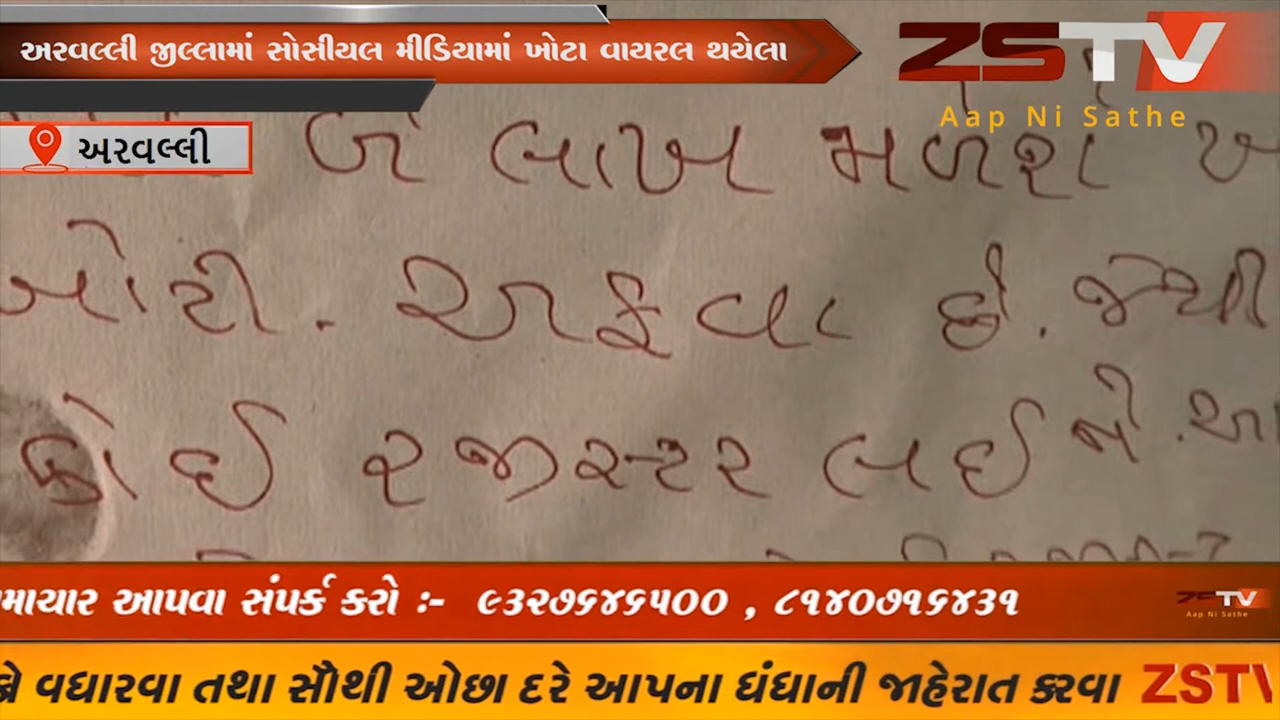 અરવલ્લી જીલ્લામાં સોસીયલ મીડિયામાં ખોટા વાયરલ થયેલા
ZSTV
Aap Ni Sathe
અરવલ્લી
બે લાખ મળશે
ખોટી. અફવા છે. જેથી
કોઈ રજીસ્ટર લઈને. આ
માચાર આપવા સંપર્ક કરો :- ૯૩૨૭૬૪૬૫૦૦ , ૮૧૪૦૭૧૬૪૩૧
ZSTV
Aap Ni Sathe
વધારવા તથા સૌથી ઓછા દરે આપના ધંધાની જાહેરાત કરવા ZSTV